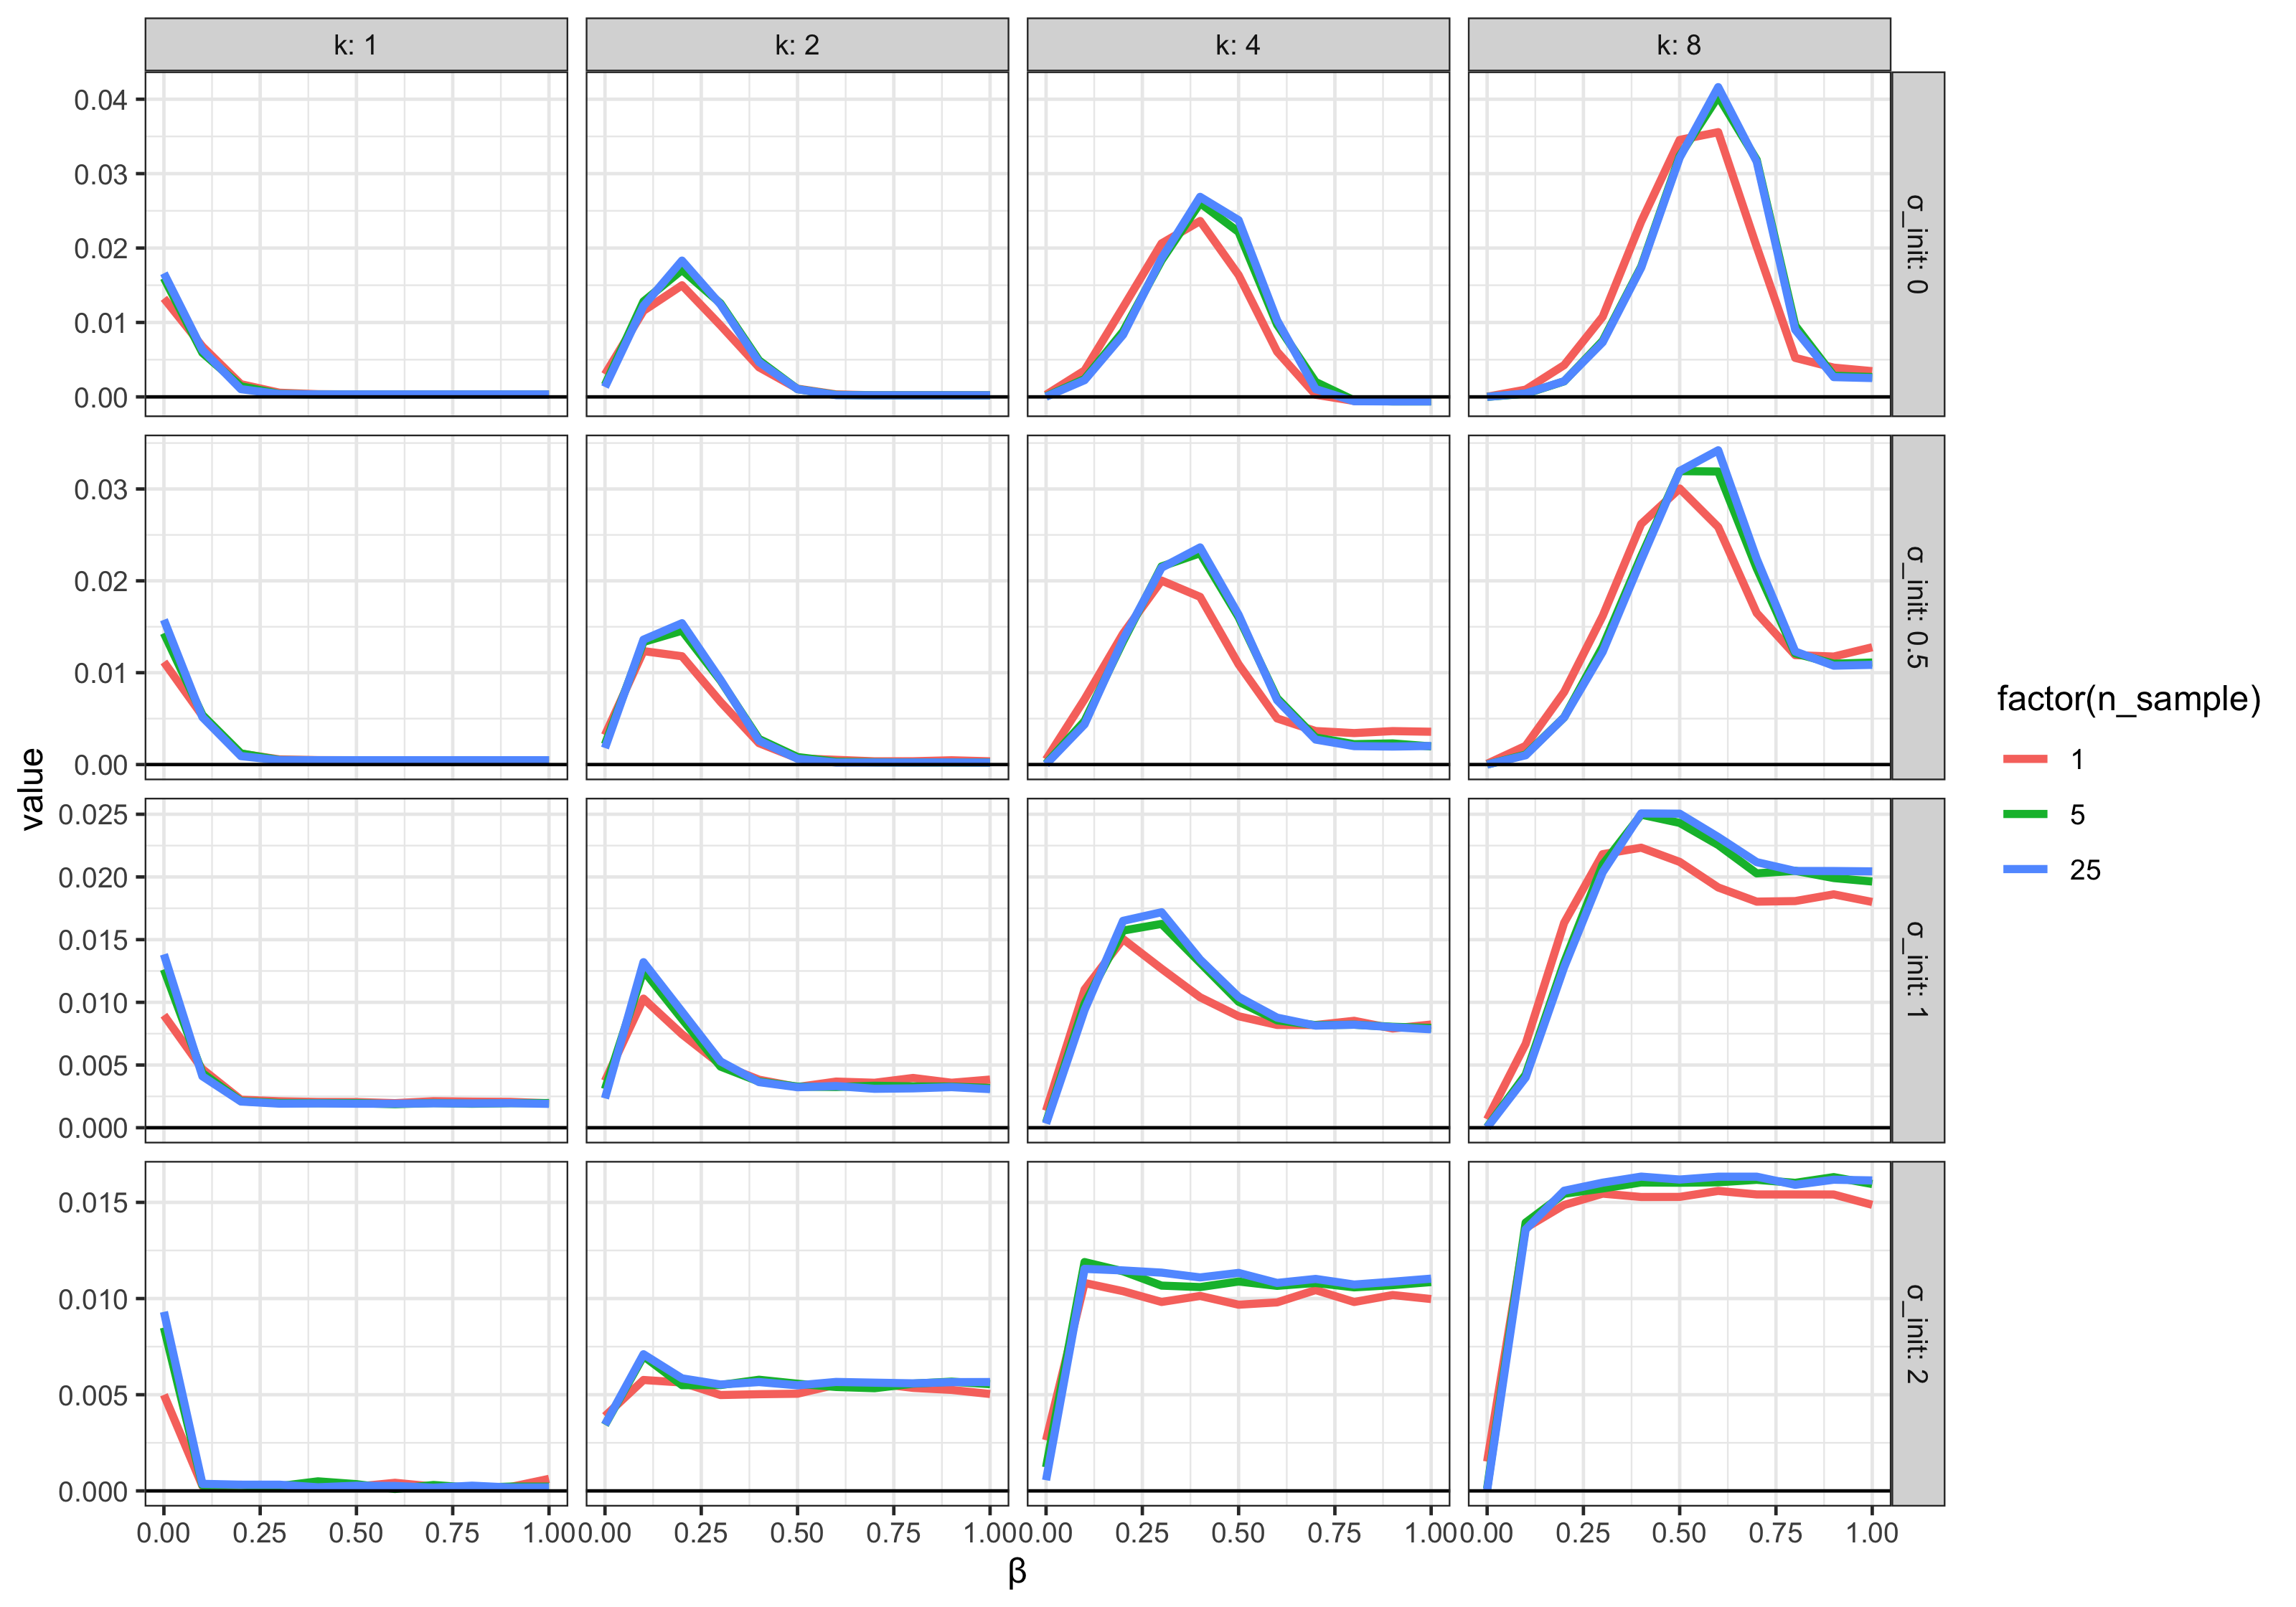 k: 1
k: 2
k: 4
k: 8
0.04
0.03
0.02
0.01
0.00
σ_init: 0
0.03
0.02
0.01
0.00
σ_init: 0.5
0.025
0.020
0.015
0.010
0.005
0.000
σ_init: 1
0.015
0.010
0.005
0.000
σ_init: 2
0.00 0.25 0.50 0.75 1.00
0.00 0.25 0.50 0.75 1.00
0.00 0.25 0.50 0.75 1.00
0.00 0.25 0.50 0.75 1.00
β
value
factor(n_sample)
1
5
25